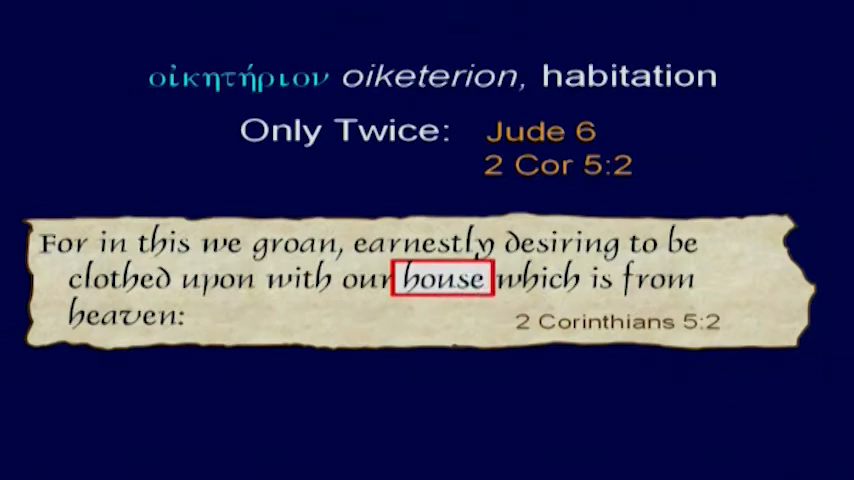 οἰκητήριον oiketerion, habitation
Only Twice: Jude 6
2 Cor 5:2
For in this we groan, earnestly desiring to be
clothed upon with our house which is from
heaven:
2 Corinthians 5:2